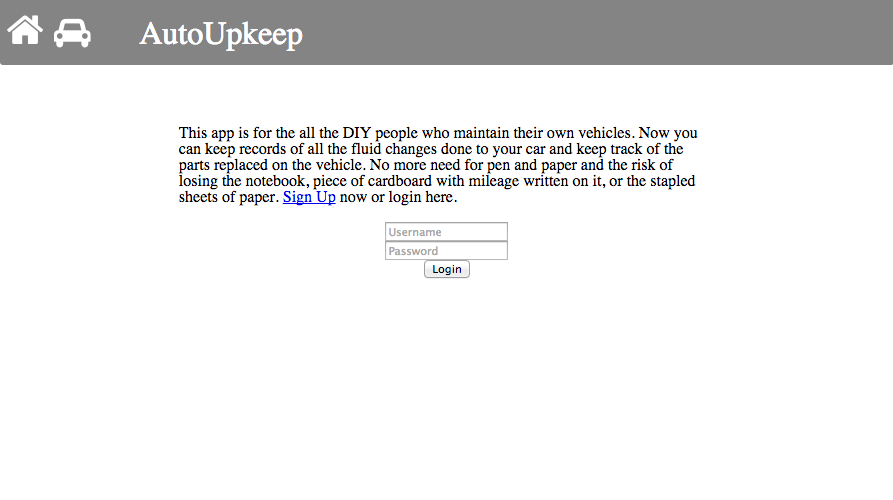 AutoUpkeep
This app is for the all the DIY people who maintain their own vehicles. Now you
can keep records of all the fluid changes done to your car and keep track of the
parts replaced on the vehicle. No more need for pen and paper and the risk of
losing the notebook, piece of cardboard with mileage written on it, or the stapled
sheets of paper. Sign Up now or login here.
Username
Password
Login